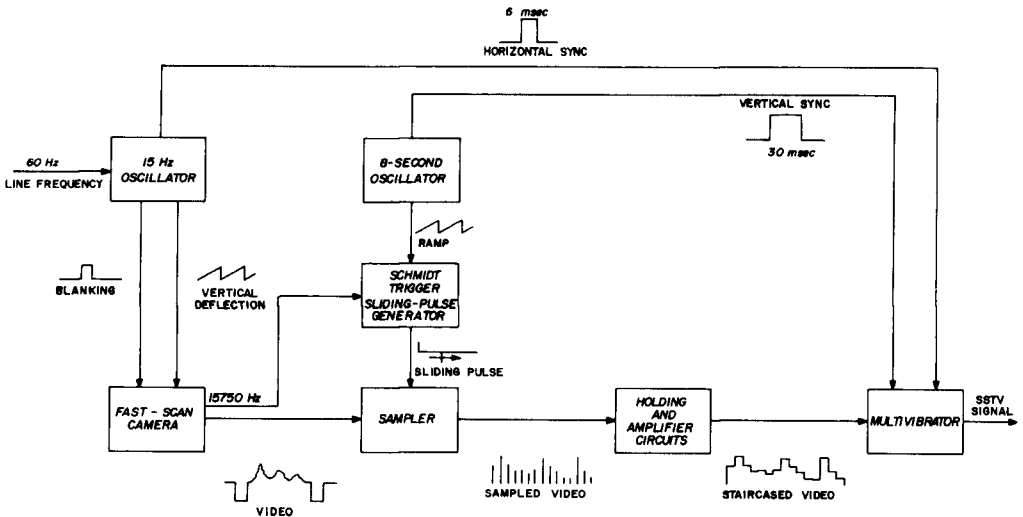 6 msec
HORIZONTAL SYNC
VERTICAL SYNC
30 msec
60 Hz
LINE FREQUENCY
15 Hz
OSCILLATOR
8-SECOND
OSCILLATOR
RAMP
BLANKING
VERTICAL
DEFLECTION
SCHMIDT
TRIGGER
SLIDING-PULSE
GENERATOR
SLIDING PULSE
15750 Hz
FAST - SCAN
CAMERA
SAMPLER
HOLDING
AND
AMPLIFIER
CIRCUITS
MULTIVIBRATOR
SSTV
SIGNAL
VIDEO
SAMPLED VIDEO
STAIRCASED VIDEO